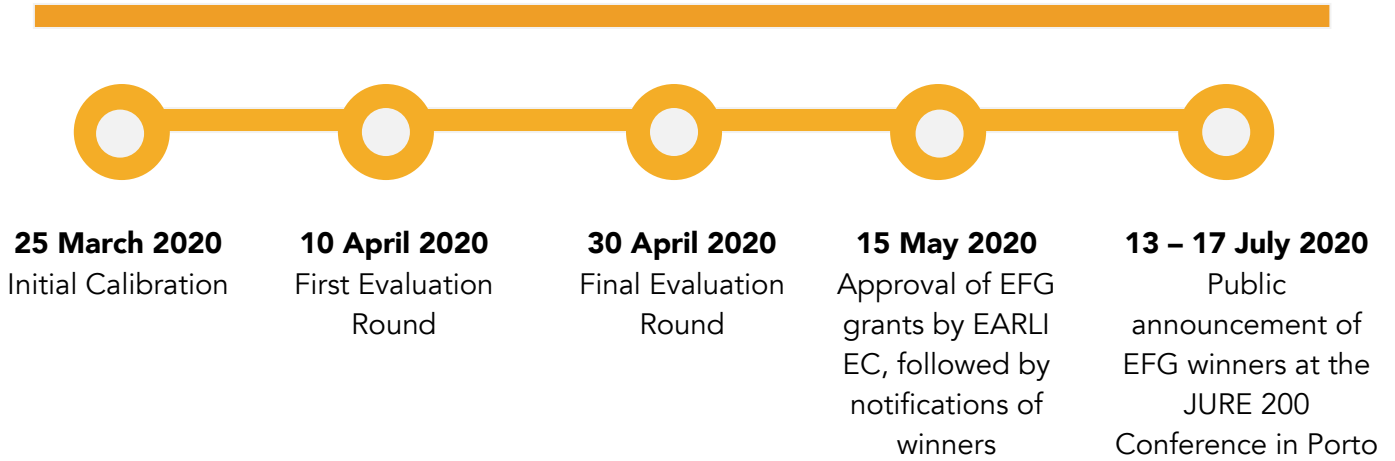 25 March 2020
Initial Calibration
10 April 2020
First Evaluation
Round
30 April 2020
Final Evaluation
Round
15 May 2020
Approval of EFG
grants by EARLI
EC, followed by
notifications of
winners
13 – 17 July 2020
Public
announcement of
EFG winners at the
JURE 200
Conference in Porto